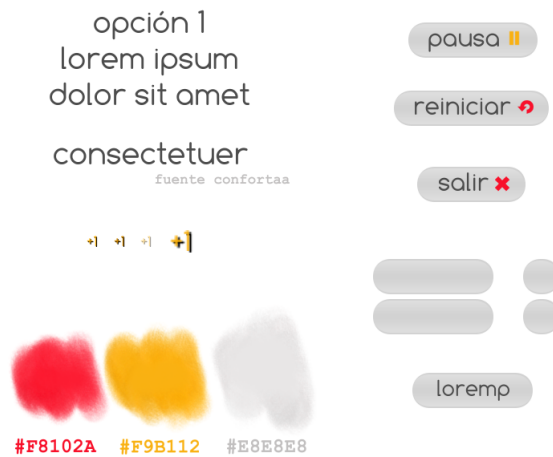 opción 1
lorem ipsum
dolor sit amet
consectetuer
fuente confortaa
+1 +1 +1 +1
#F8102A #F9B112 #E8E8E8
pausa
reiniciar
salir
loremp